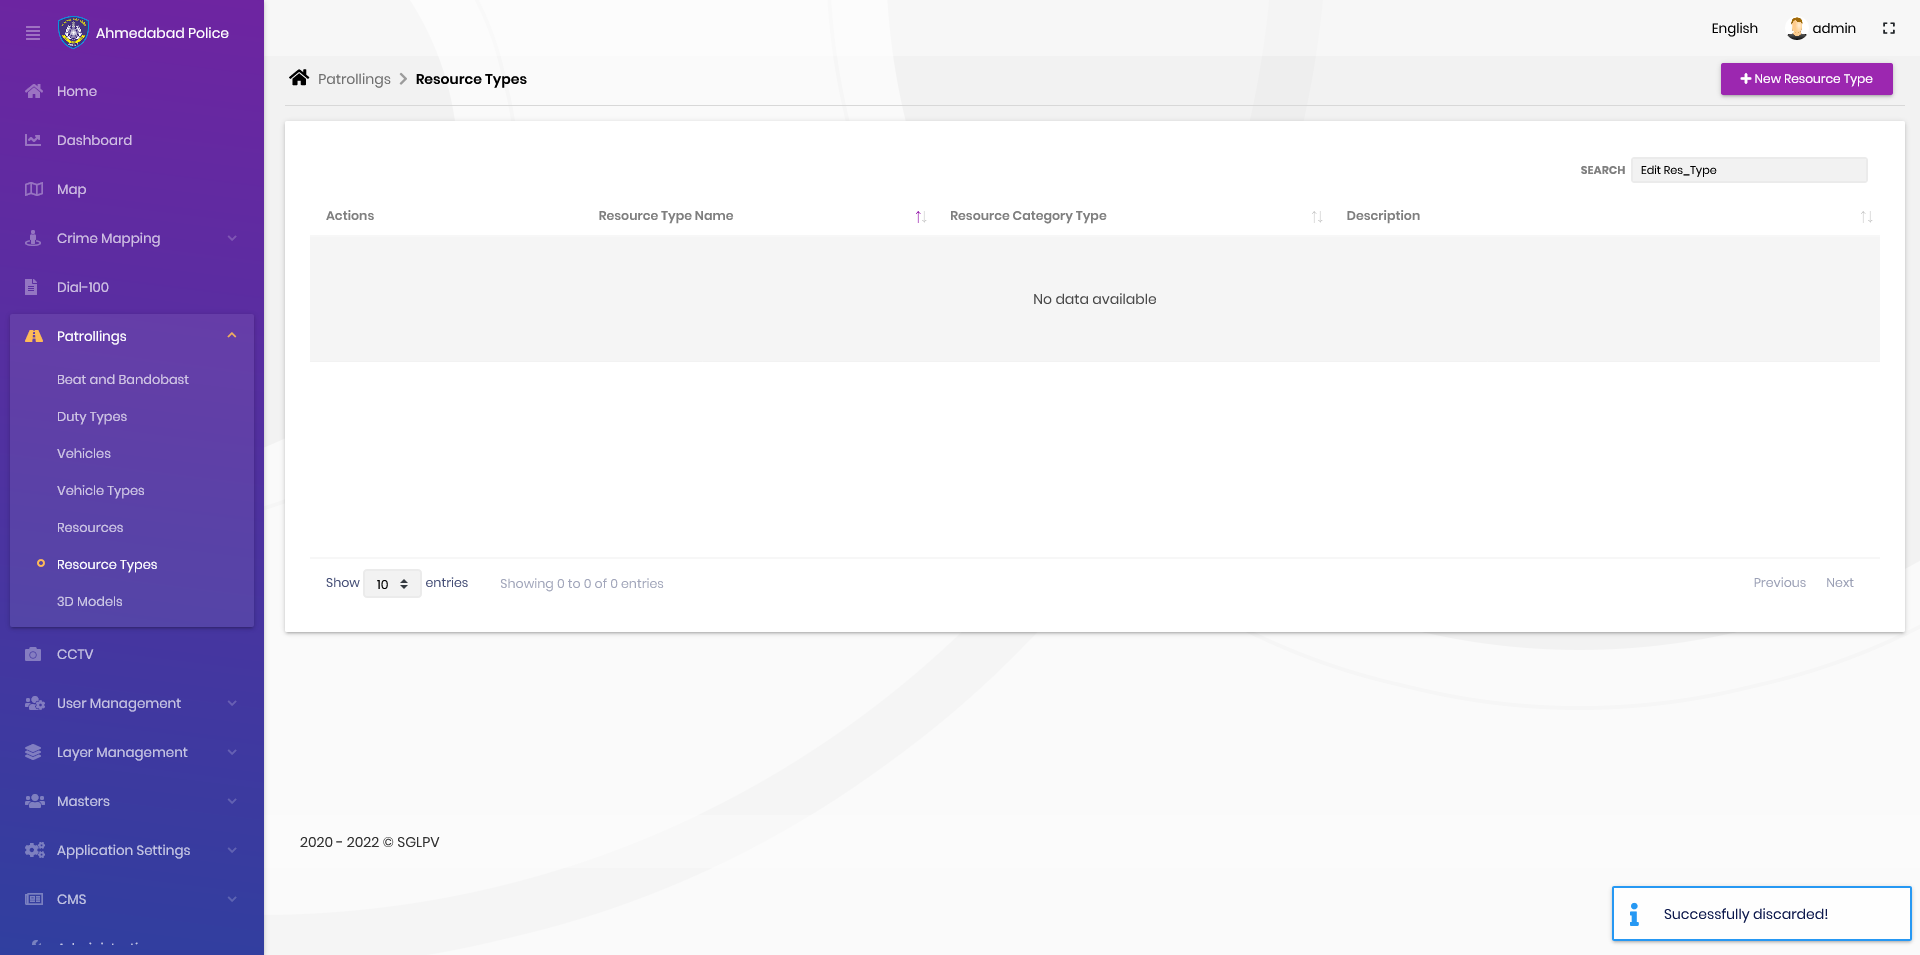 Ahmedabad Police
English
admin
Home
Dashboard
Map
Crime Mapping
Dial-100
Patrollings
Beat and Bandobast
Duty Types
Vehicles
Vehicle Types
Resources
Resource Types
3D Models
CCTV
User Management
Layer Management
Masters
Application Settings
CMS
Patrollings > Resource Types
+ New Resource Type
SEARCH Edit Res_Type
Actions Resource Type Name Resource Category Type Description
No data available
Show 10 entries Showing 0 to 0 of 0 entries Previous Next
2020 - 2022 © SGLPV
Successfully discarded!